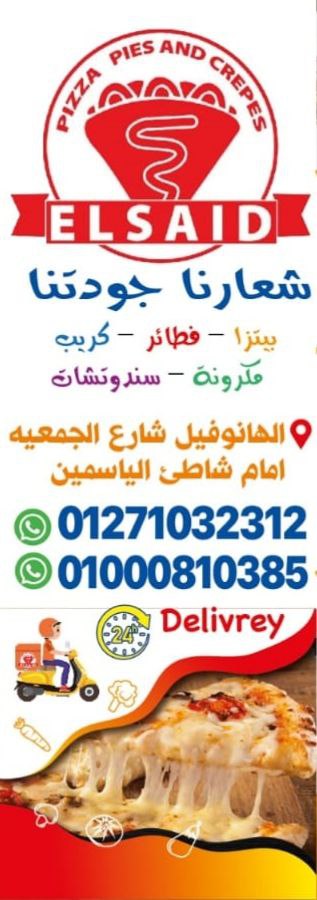 PIZZA PIES AND CREPES
ELSAID
شعارنا جودتنا
بيتزا - فطائر - كريب
مكرونة - سندوتشات
الهانوفيل شارع الجمعيه
امام شاطئ الياسمين
01271032312
01000810385
24h Delivrey